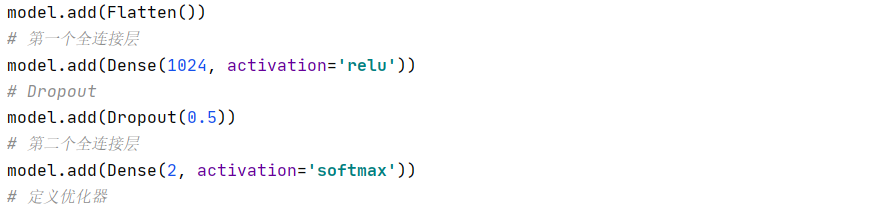 model.add(Flatten())
# 第一个全连接层
model.add(Dense(1024, activation='relu'))
# Dropout
model.add(Dropout(0.5))
# 第二个全连接层
model.add(Dense(2, activation='softmax'))
# 定义优化器